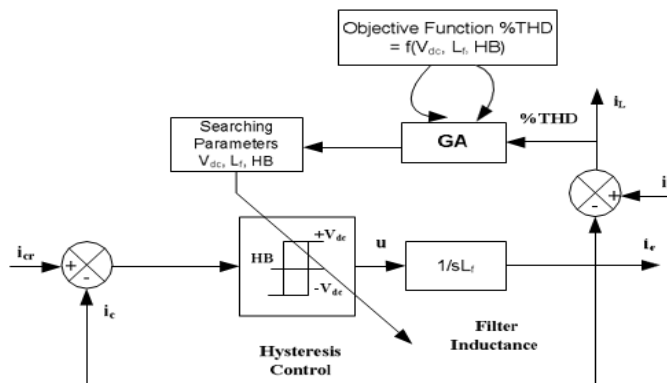 Objective Function %THD
= f(Vdc, Lf, HB)
iL
%THD
GA
Searching
Parameters
Vdc, Lf, HB
i
+
-
+Vdc
icr
+
-
HB
u
1/sLf
ic
-Vdc
ic
Filter
Inductance
Hysteresis
Control